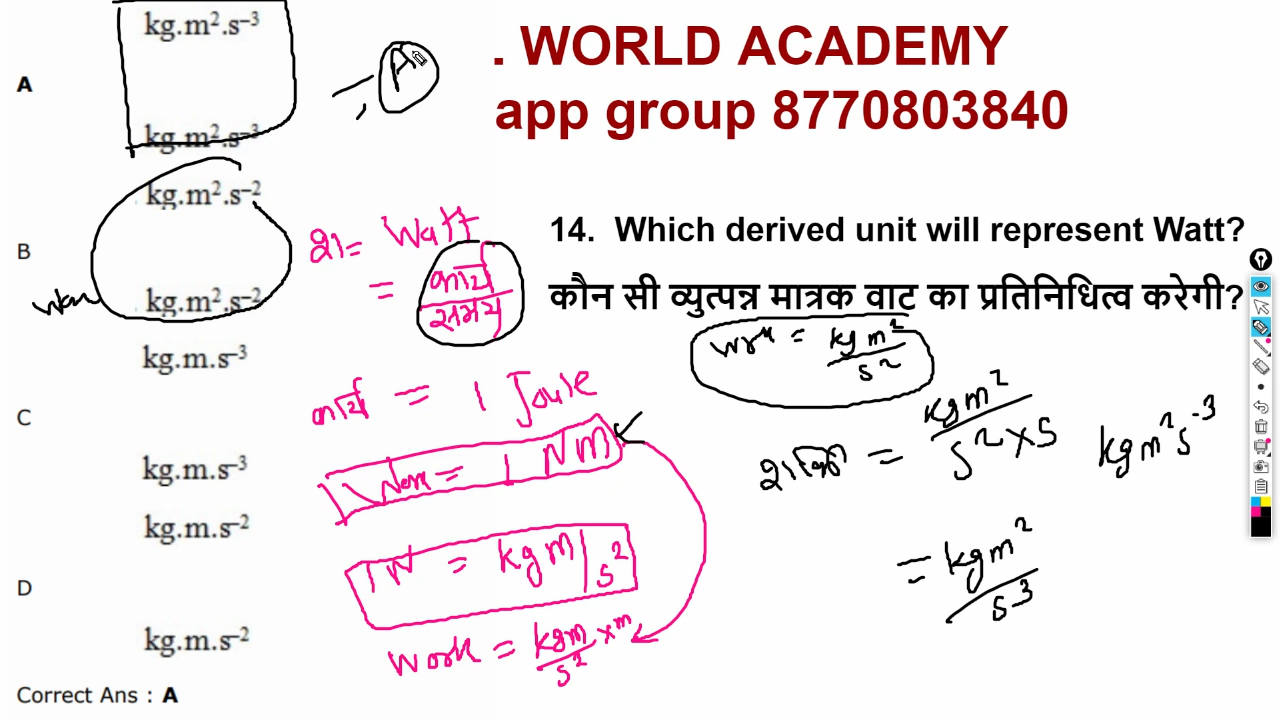 . WORLD ACADEMY
app group 8770803840
A
kg.m².s⁻³
kg.m².s⁻³
= A
B
kg.m².s⁻²
kg.m².s⁻²
C
kg.m.s⁻³
kg.m.s⁻³
D
kg.m.s⁻²
kg.m.s⁻²
Correct Ans : A
14. Which derived unit will represent Watt?
कौन सी व्युत्पन्न मात्रक वाट का प्रतिनिधित्व करेगी?
श= Watt
= कार्य/समय
कार्य = 1 Joule
= 1 NM
1 N = kgm/s²
Work = kgm/s² × m
= kgm²/s²
शक्ति = kgm²/s²×s kgm²s⁻³
= kgm²/s³